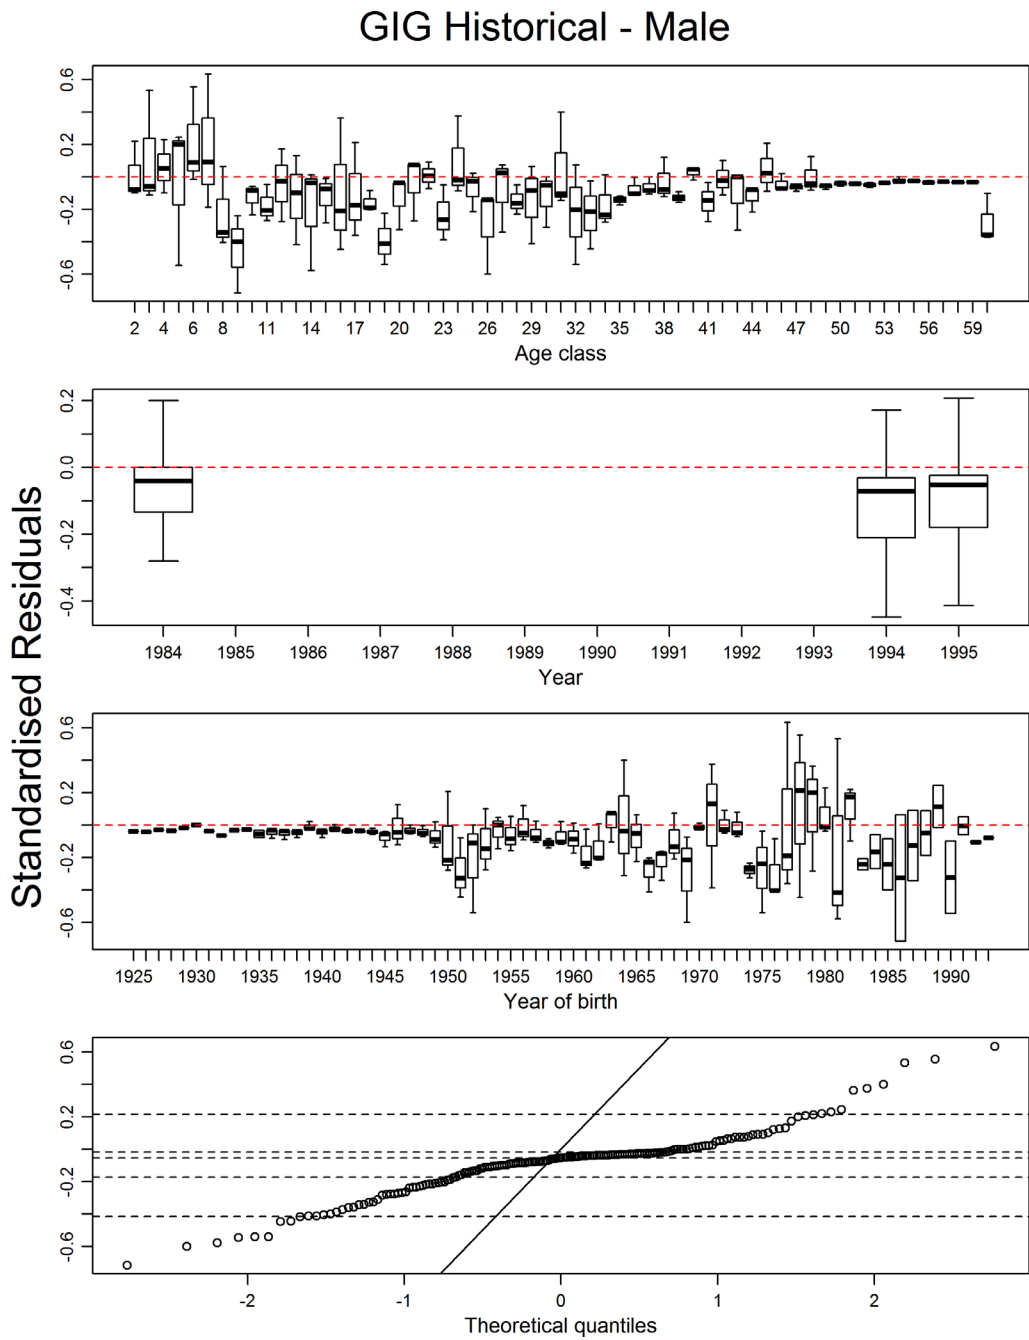 GIG Historical - Male
Standardised Residuals
0.6
0.2
-0.2
-0.6
2 4 6 8 11 14 17 20 23 26 29 32 35 38 41 44 47 50 53 56 59
Age class
0.2
0.0
-0.2
-0.4
1984 1985 1986 1987 1988 1989 1990 1991 1992 1993 1994 1995
Year
0.6
0.2
-0.2
-0.6
1925 1930 1935 1940 1945 1950 1955 1960 1965 1970 1975 1980 1985 1990
Year of birth
0.6
0.2
-0.2
-0.6
-2 -1 0 1 2
Theoretical quantiles